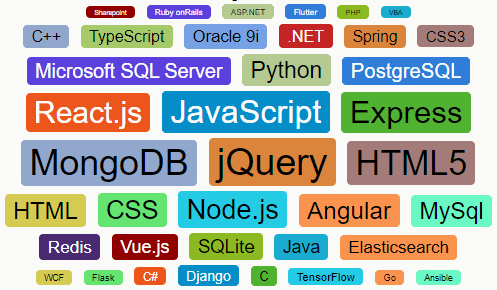 Sharepoint Ruby onRails ASP.NET Flutter PHP VBA
C++ TypeScript Oracle 9i .NET Spring CSS3
Microsoft SQL Server Python PostgreSQL
React.js JavaScript Express
MongoDB jQuery HTML5
HTML CSS Node.js Angular MySql
Redis Vue.js SQLite Java Elasticsearch
WCF Flask C# Django C TensorFlow Go Ansible